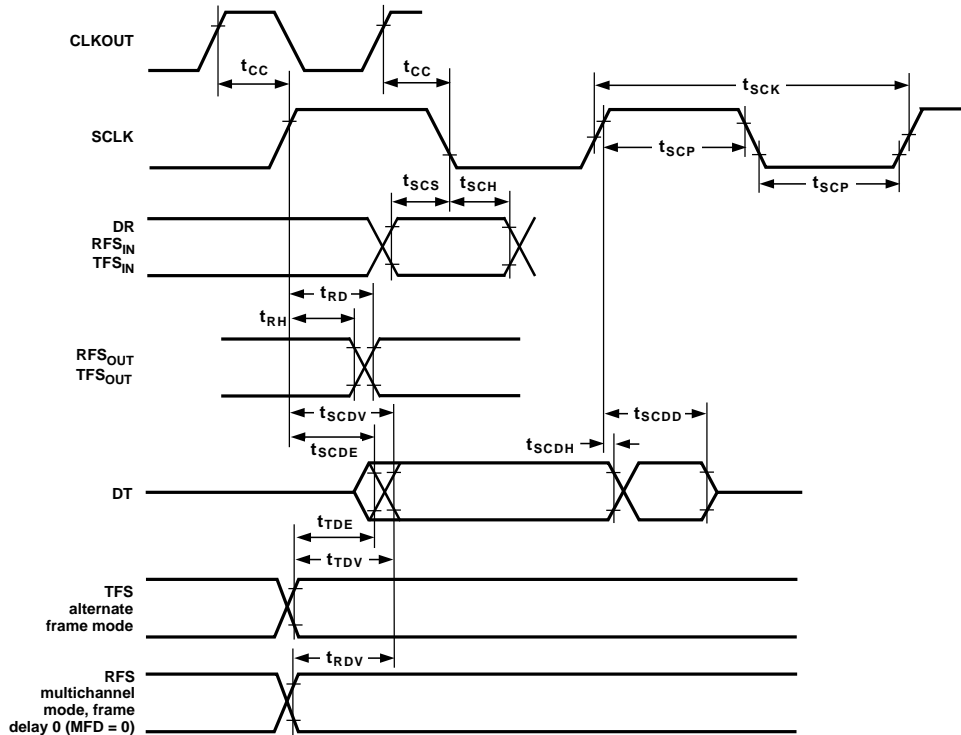 CLKOUT
tCC
tCC
tSCK
SCLK
tSCP
tSCP
tSCS
tSCH
DR
RFSIN
TFSIN
tRD
tRH
RFSOUT
TFSOUT
tSCDV
tSCDD
tSCDE
tSCDH
DT
tTDE
tTDV
TFS
alternate
frame mode
tRDV
RFS
multichannel
mode, frame
delay 0 (MFD = 0)